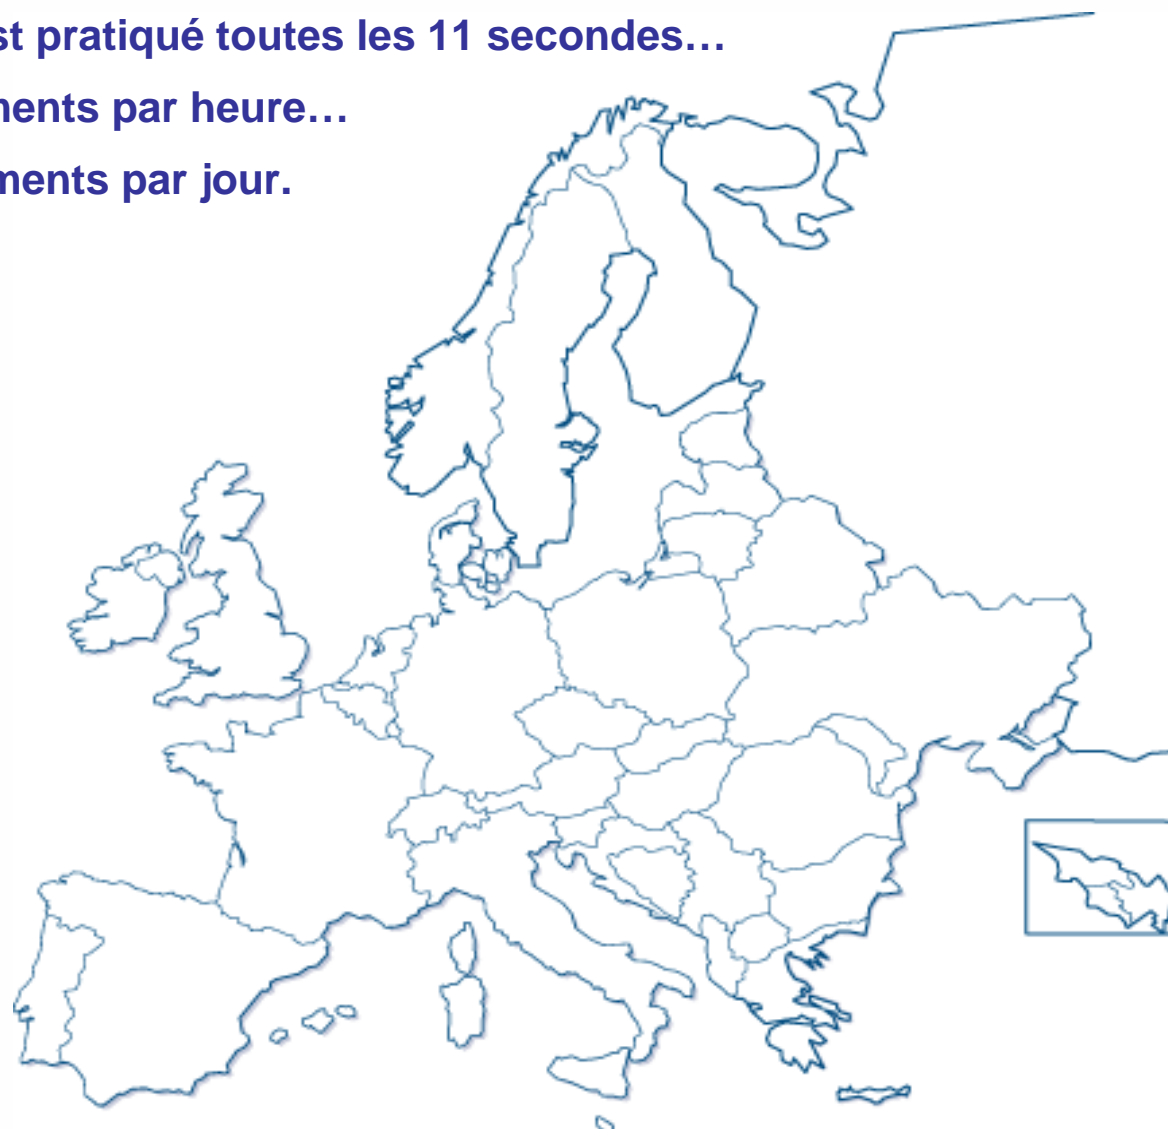 st pratiqué toutes les 11 secondes…
ments par heure…
ments par jour.